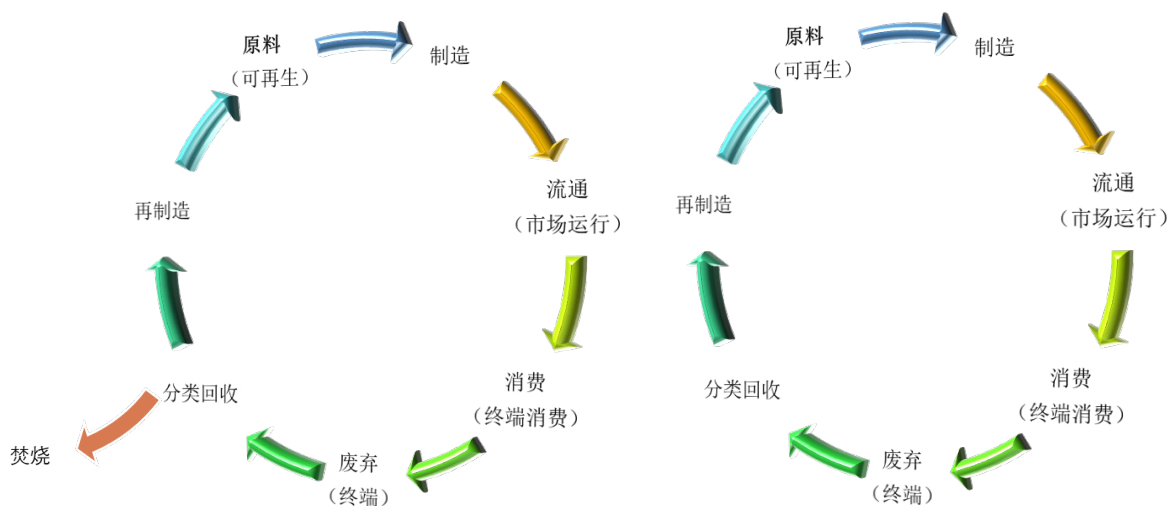 原料
（可再生）
制造
流通
（市场运行）
消费
（终端消费）
废弃
（终端）
分类回收
焚烧
再制造
原料
（可再生）
制造
流通
（市场运行）
消费
（终端消费）
废弃
（终端）
分类回收
再制造